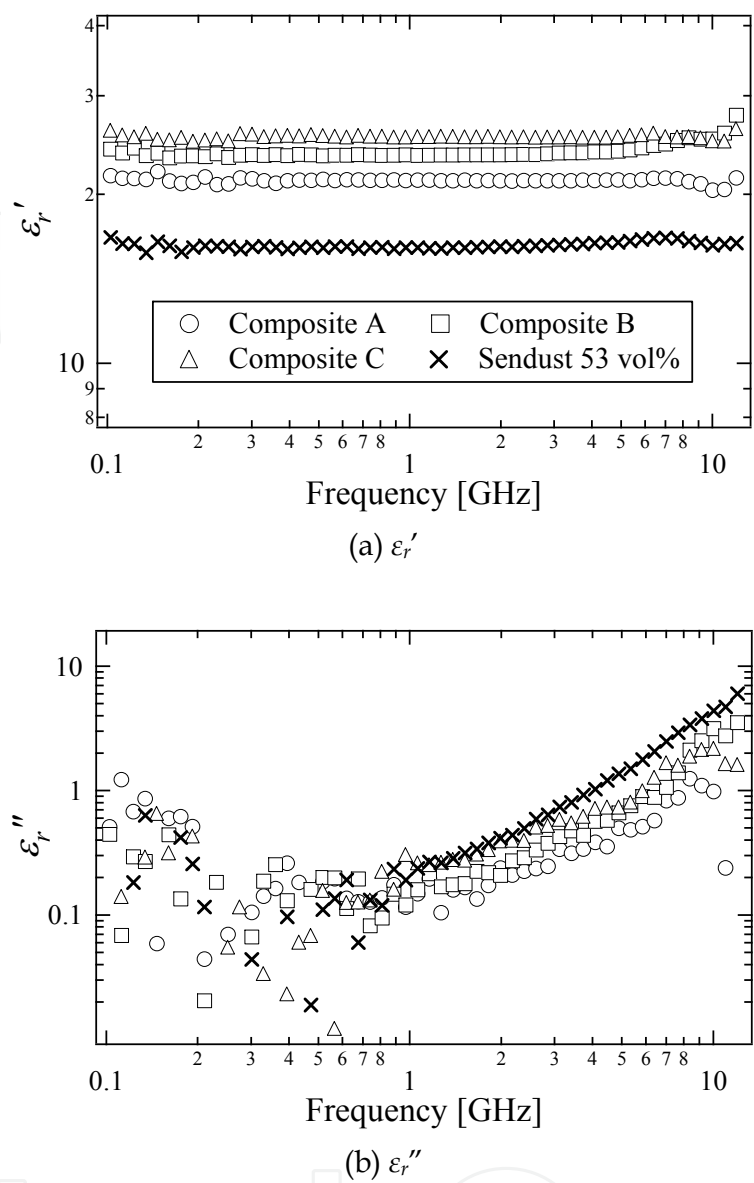 4
3
2
10
9
8
εr′
Composite A
Composite B
Composite C
Sendust 53 vol%
0.1 2 3 4 5 6 7 8 1 2 3 4 5 6 7 8 10
Frequency [GHz]
(a) εr′
10
1
0.1
εr″
0.1 2 3 4 5 6 7 8 1 2 3 4 5 6 7 8 10
Frequency [GHz]
(b) εr″